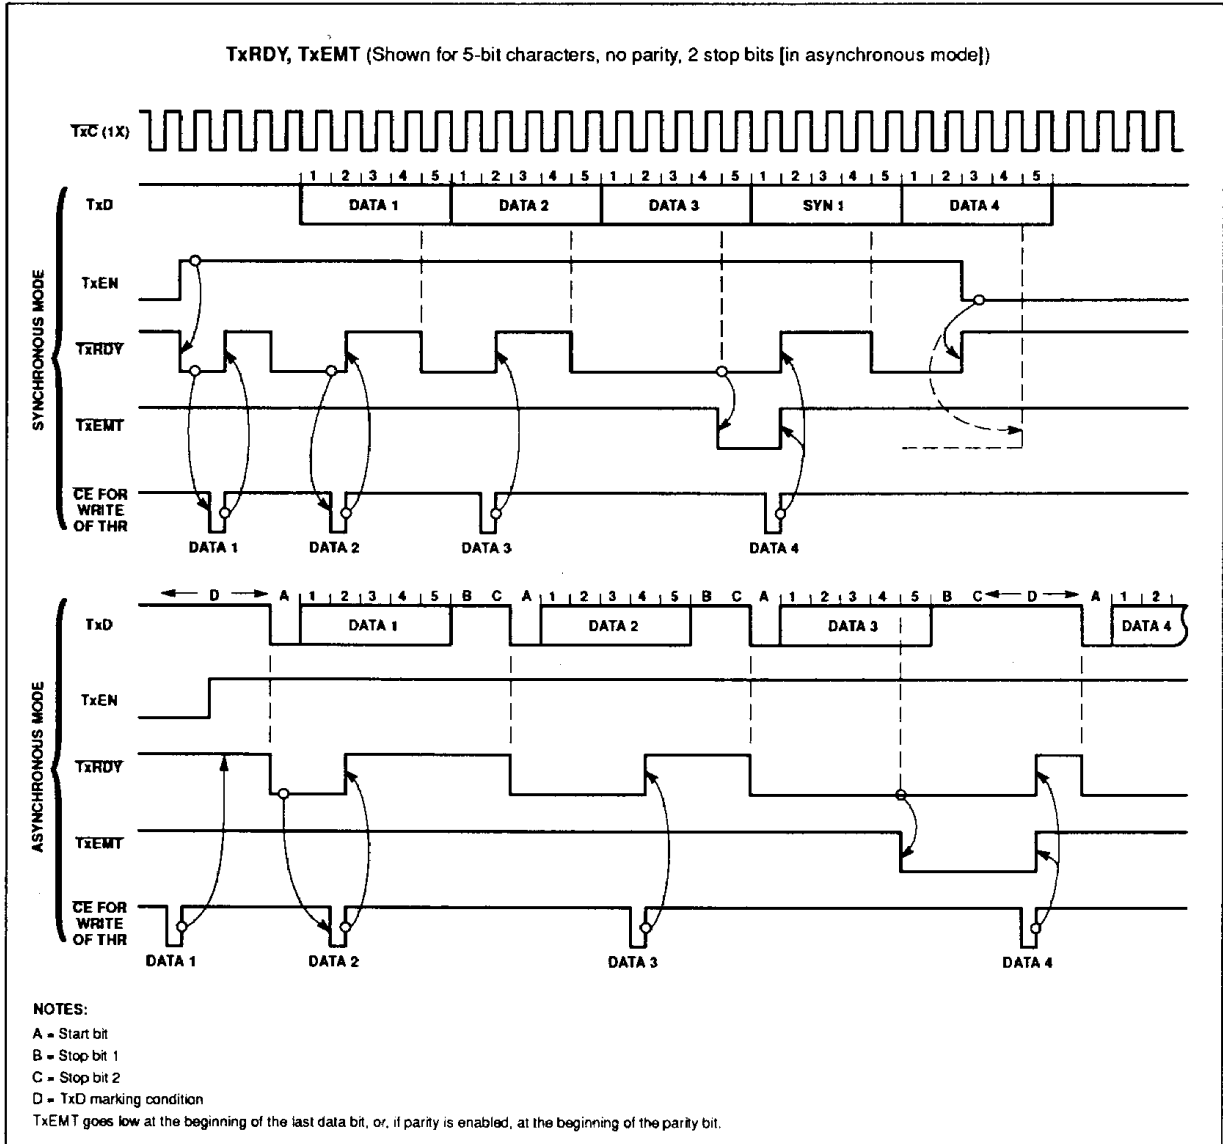 TxRDY, TxEMT (Shown for 5-bit characters, no parity, 2 stop bits [in asynchronous mode])
TxC (1X)
SYNCHRONOUS MODE
1 2 3 4 5 1 2 3 4 5 1 2 3 4 5 1 2 3 4 5 1 2 3 4 5
TxD DATA 1 DATA 2 DATA 3 SYN 1 DATA 4
TxEN
TxRDY
TxEMT
CE FOR
WRITE
OF THR
DATA 1 DATA 2 DATA 3 DATA 4
ASYNCHRONOUS MODE
D A 1 2 3 4 5 B C A 1 2 3 4 5 B C A 1 2 3 4 5 B C D A 1 2
TxD DATA 1 DATA 2 DATA 3 DATA 4
TxEN
TxRDY
TxEMT
CE FOR
WRITE
OF THR
DATA 1 DATA 2 DATA 3 DATA 4
NOTES:
A = Start bit
B = Stop bit 1
C = Stop bit 2
D = TxD marking condition
TxEMT goes low at the beginning of the last data bit, or, if parity is enabled, at the beginning of the parity bit.